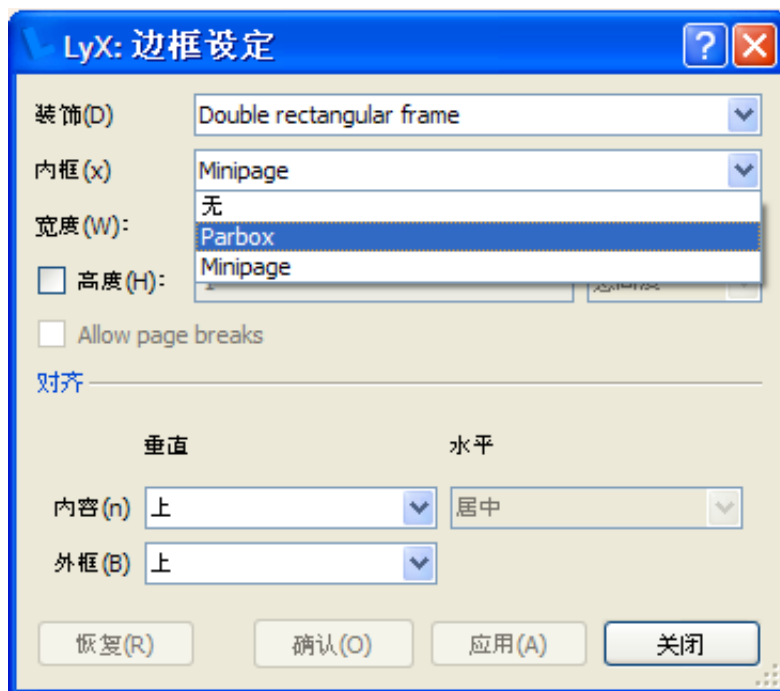 LyX: 边框设定
装饰(D) Double rectangular frame
内框(x) Minipage
无
宽度(W):
Parbox
Minipage
高度(H):
Allow page breaks
对齐
垂直 水平
内容(n) 上 居中
外框(B) 上
恢复(R) 确认(O) 应用(A) 关闭